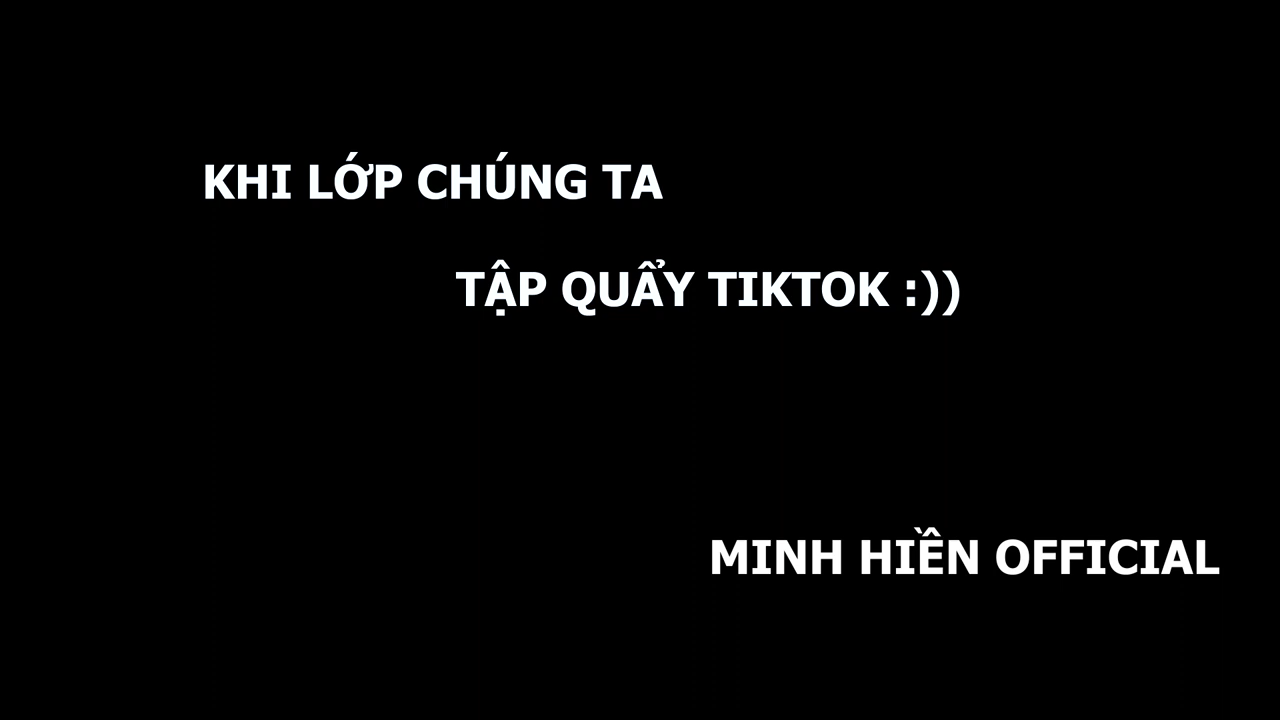 KHI LỚP CHÚNG TA
TẬP QUẨY TIKTOK :))
MINH HIỀN OFFICIAL